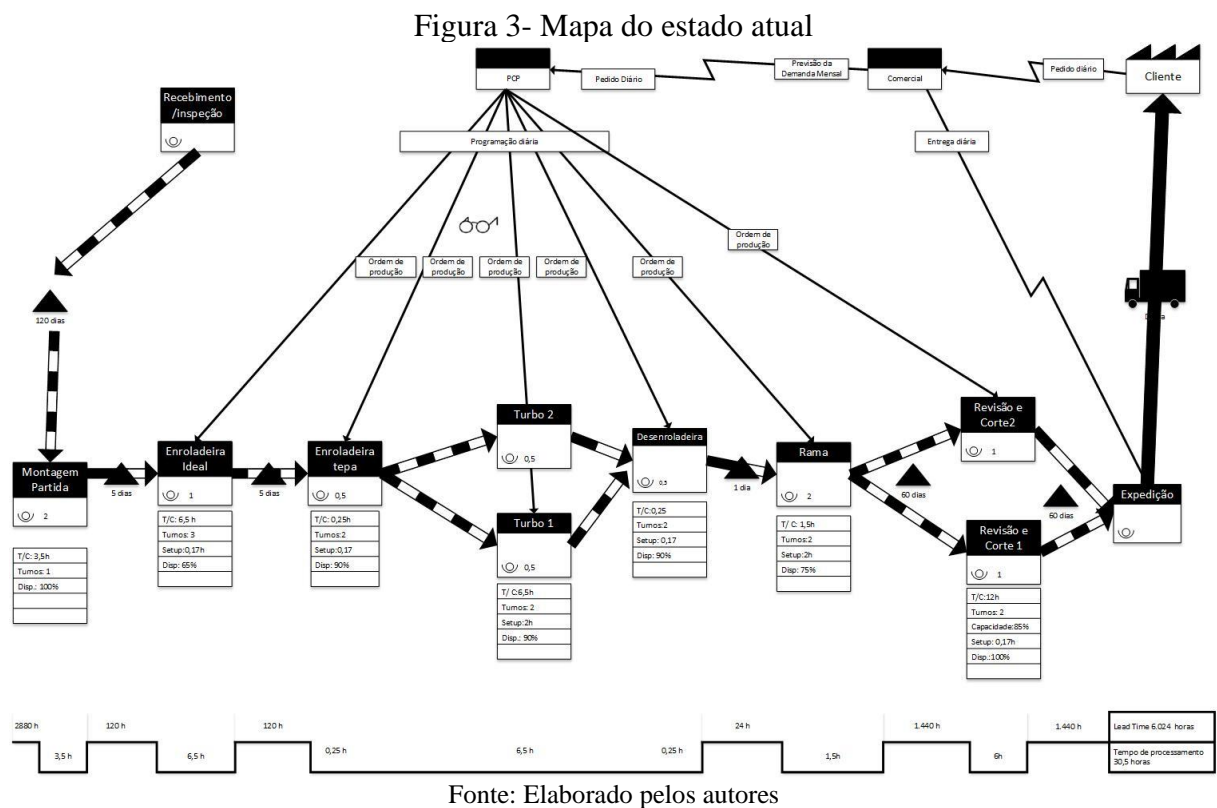 Figura 3- Mapa do estado atual
PCP
Pedido Diário
Previsão da
Demanda Mensal
Comercial
Pedido diário
Cliente
Recebimento
/inspeção
Programação diária
Entrega diária
Ordem de
produção
Ordem de
produção
Ordem de
produção
Ordem de
produção
Ordem de
produção
Ordem de
produção
120 dias
Montagem
Partida
2
T/C: 3,5h
Turnos: 1
Disp.: 100%
5 dias
Enroladeira
Ideal
1
T/C: 6,5 h
Turnos: 3
Setup:0,17h
Disp: 65%
5 dias
Enroladeira
tepa
0,5
T/C: 0,25h
Turnos:2
Setup:0,17
Disp: 90%
Turbo 2
0,5
Turbo 1
0,5
T/ C:6,5h
Turnos: 2
Setup:2h
Disp.: 90%
Desenroladeira
T/C:0,25
Turnos:2
Setup: 0,17
Disp: 90%
1 dia
Rama
2
T/ C: 1,5h
Turnos:2
Setup:2h
Disp: 75%
60 dias
Revisão e
Corte2
1
Revisão e
Corte 1
1
T/C:12h
Turnos: 2
Capacidade:85%
Setup: 0,17h
Disp.:100%
60 dias
Expedição
2880 h
3,5h
120 h
6,5h
120 h
0,25h
6,5h
0,25h
24 h
1,5h
1.440 h
6h
1.440 h
Lead Time 6.024 horas
Tempo de processamento
30,5 horas
Fonte: Elaborado pelos autores